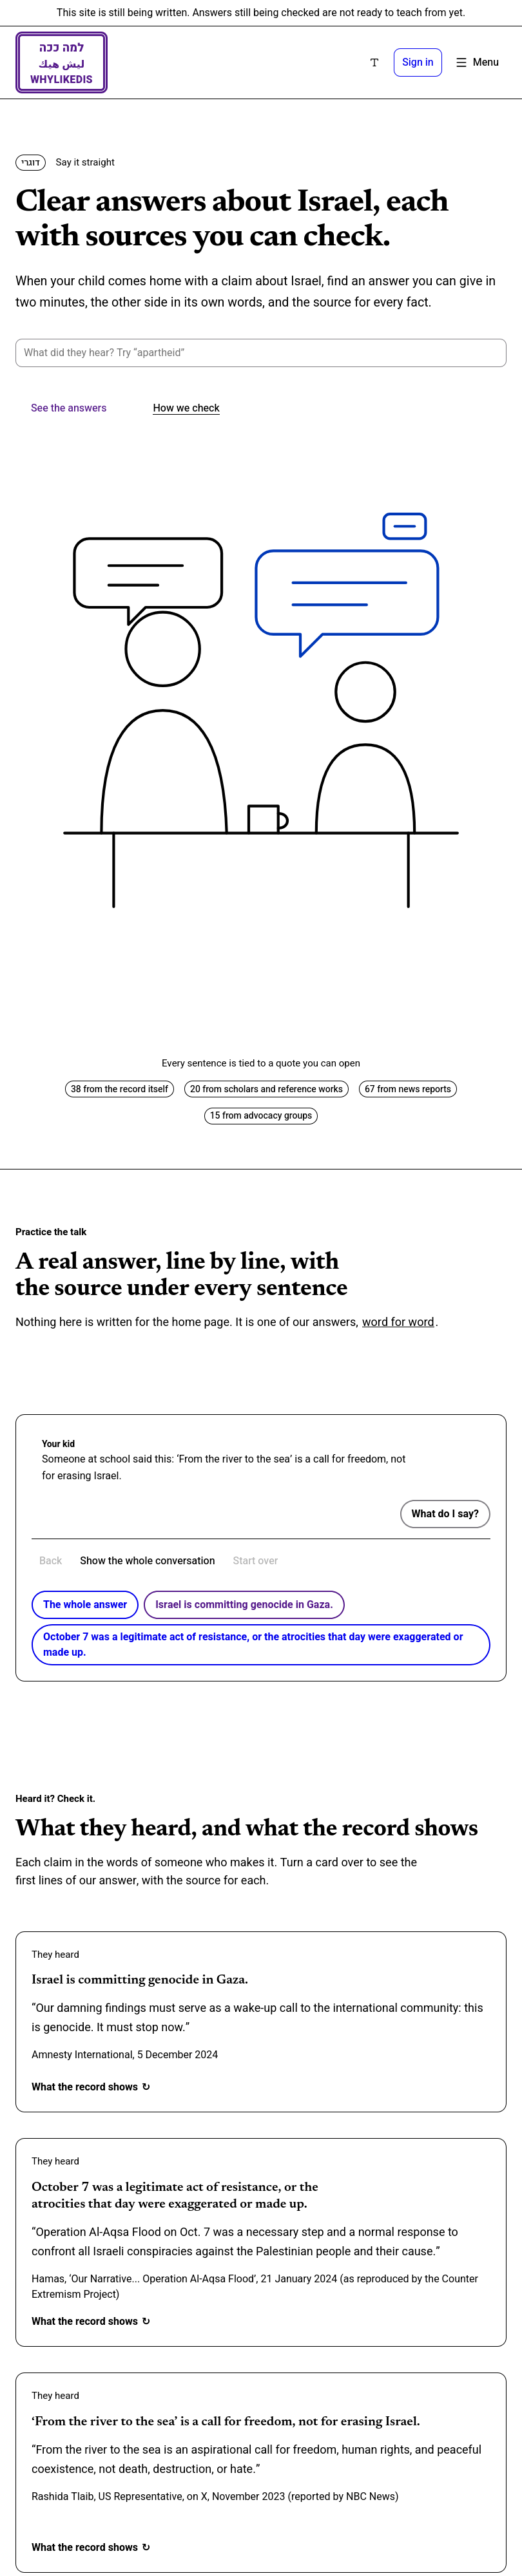 This site is still being written. Answers still being checked are not ready to teach from yet.
למה ככה
ليش هيك
WHYLIKEDIS
T
Sign in
Menu
דוגרי
Say it straight
Clear answers about Israel, each
with sources you can check.
When your child comes home with a claim about Israel, find an answer you can give in
two minutes, the other side in its own words, and the source for every fact.
What did they hear? Try “apartheid”
See the answers
How we check
Every sentence is tied to a quote you can open
38 from the record itself
20 from scholars and reference works
67 from news reports
15 from advocacy groups
Practice the talk
A real answer, line by line, with
the source under every sentence
Nothing here is written for the home page. It is one of our answers, word for word.
Your kid
Someone at school said this: ‘From the river to the sea’ is a call for freedom, not
for erasing Israel.
What do I say?
Back
Show the whole conversation
Start over
The whole answer
Israel is committing genocide in Gaza.
October 7 was a legitimate act of resistance, or the atrocities that day were exaggerated or
made up.
Heard it? Check it.
What they heard, and what the record shows
Each claim in the words of someone who makes it. Turn a card over to see the
first lines of our answer, with the source for each.
They heard
Israel is committing genocide in Gaza.
“Our damning findings must serve as a wake-up call to the international community: this
is genocide. It must stop now.”
Amnesty International, 5 December 2024
What the record shows ↻
They heard
October 7 was a legitimate act of resistance, or the
atrocities that day were exaggerated or made up.
“Operation Al-Aqsa Flood on Oct. 7 was a necessary step and a normal response to
confront all Israeli conspiracies against the Palestinian people and their cause.”
Hamas, ‘Our Narrative... Operation Al-Aqsa Flood’, 21 January 2024 (as reproduced by the Counter
Extremism Project)
What the record shows ↻
They heard
‘From the river to the sea’ is a call for freedom, not for erasing Israel.
“From the river to the sea is an aspirational call for freedom, human rights, and peaceful
coexistence, not death, destruction, or hate.”
Rashida Tlaib, US Representative, on X, November 2023 (reported by NBC News)
What the record shows ↻